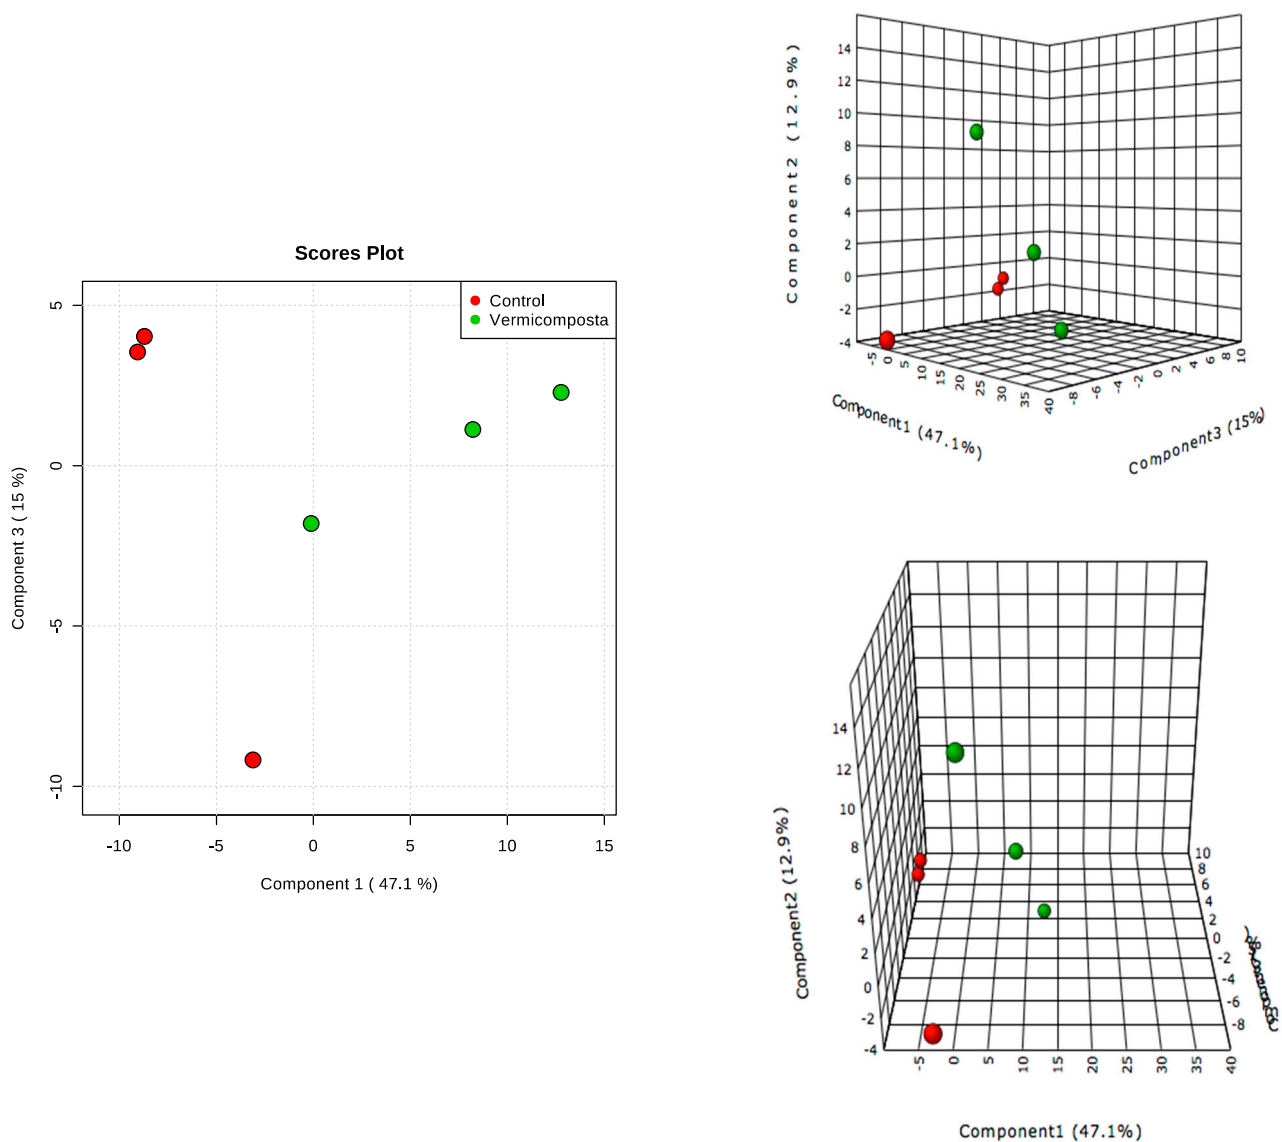 Scores Plot
Control
Vermicomposta
5
0
-5
-10
Component 3 ( 15 %)
-10 -5 0 5 10 15
Component 1 ( 47.1 %)
14
12
10
8
6
4
2
0
-2
-4
Component2 (12.9%)
-5 0 5 10 15 20 25 30 35 40
Component1 (47.1%)
-8 -6 -4 -2 0 2 4 6 8 10
Component3 (15%)
14
12
10
8
6
4
2
0
-2
-4
Component2 (12.9%)
10
8
6
4
2
0
-2
-4
-6
-8
-5 0 5 10 15 20 25 30 35 40
Component1 (47.1%)